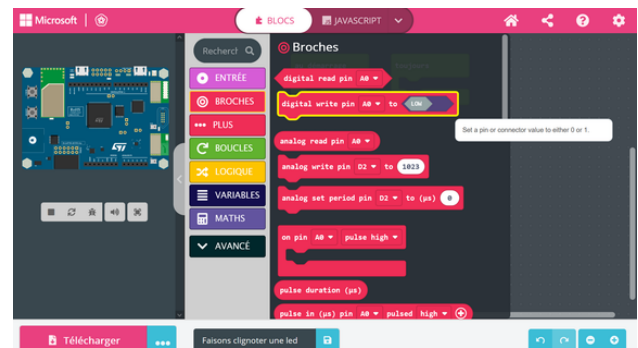 Microsoft
BLOCS
JAVASCRIPT
Recherch
ENTRÉE
BROCHES
PLUS
BOUCLES
LOGIQUE
VARIABLES
MATHS
AVANCÉ
Broches
digital read pin A0
digital write pin A0 to LOW
Set a pin or connector value to either 0 or 1.
analog read pin A0
analog write pin D2 to 1023
analog set period pin D2 to (µs) 0
on pin A0 pulse high
pulse duration (µs)
pulse in (µs) pin A0 pulsed high
Télécharger
Faisons clignoter une led